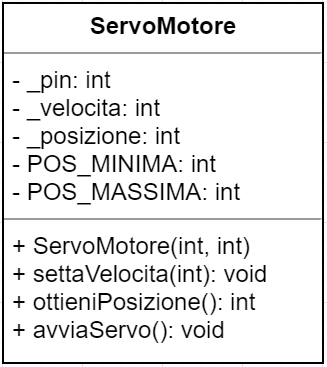 ServoMotore
- _pin: int
- _velocita: int
- _posizione: int
- POS_MINIMA: int
- POS_MASSIMA: int
+ ServoMotore(int, int)
+ settaVelocita(int): void
+ ottieniPosizione(): int
+ avviaServo(): void